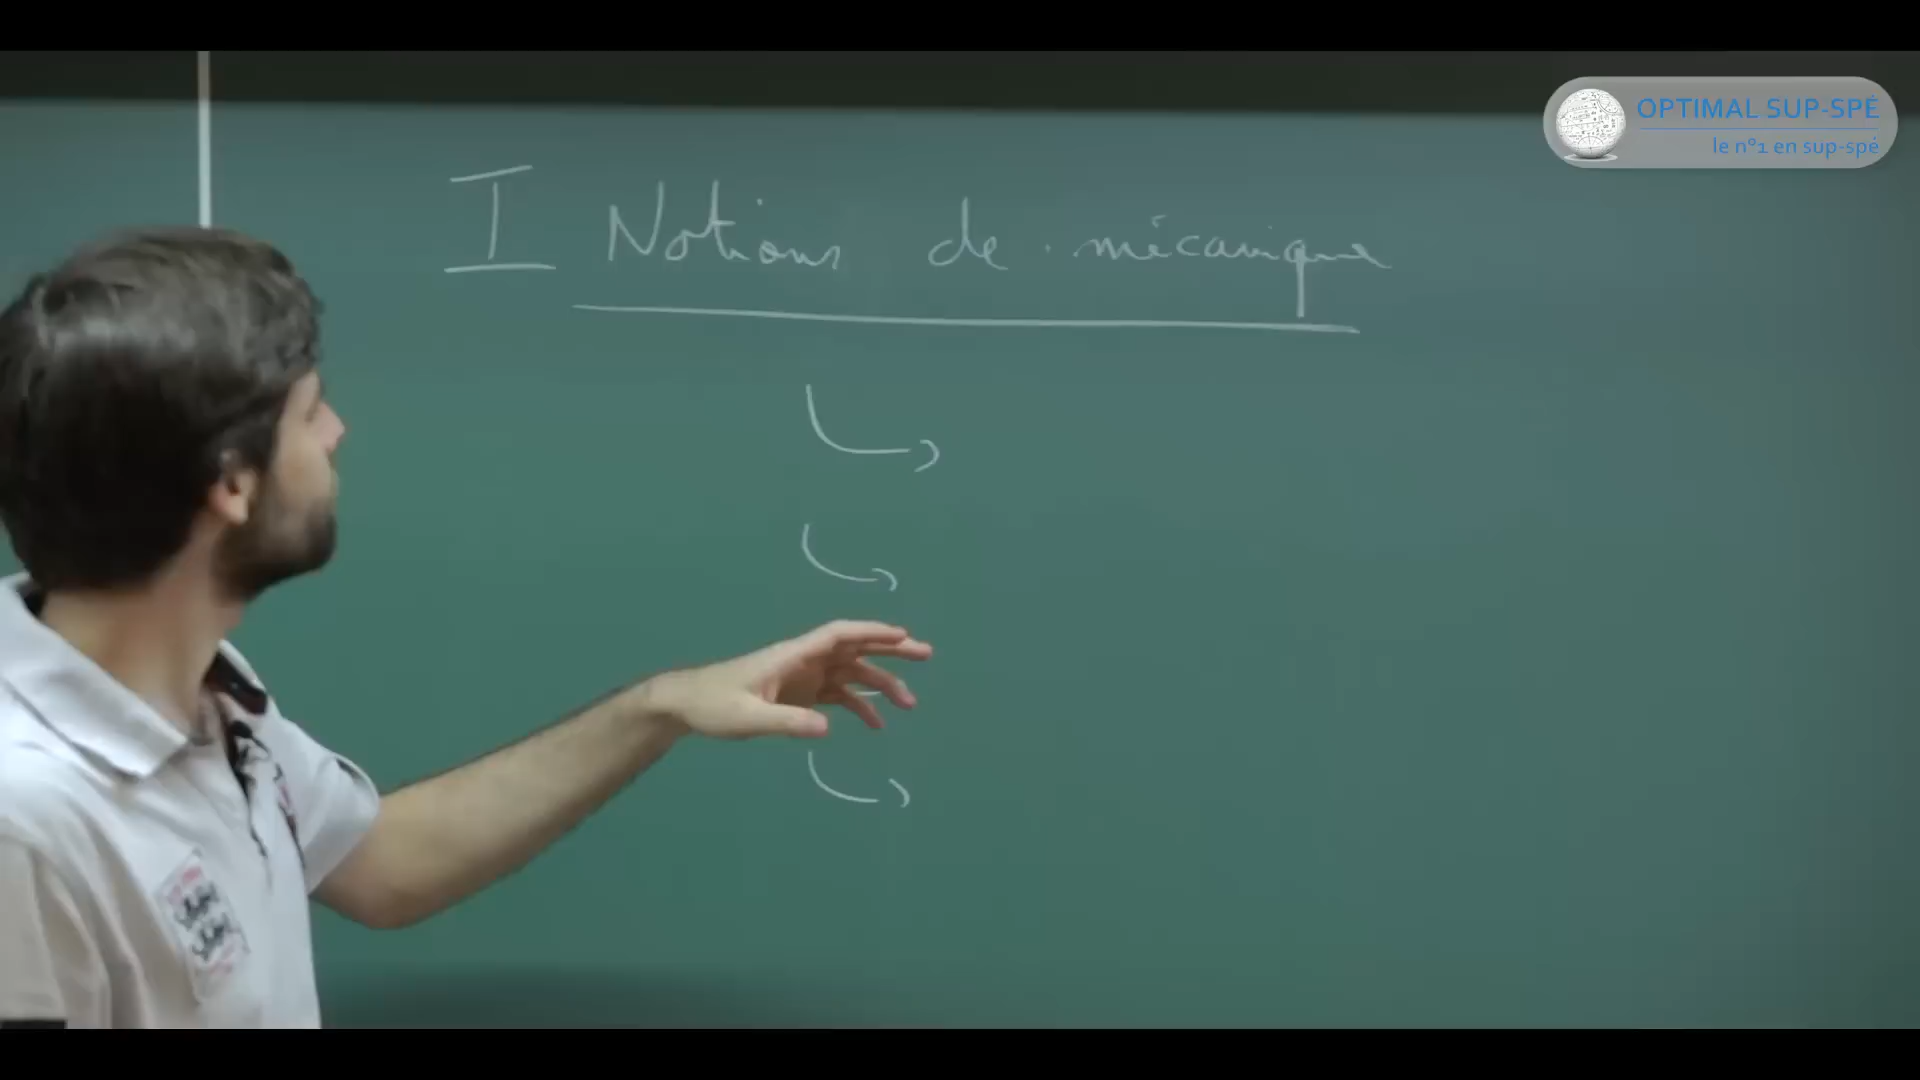 OPTIMAL SUP-SPÉ
le n°1 en sup-spé
I Notions de mécanique